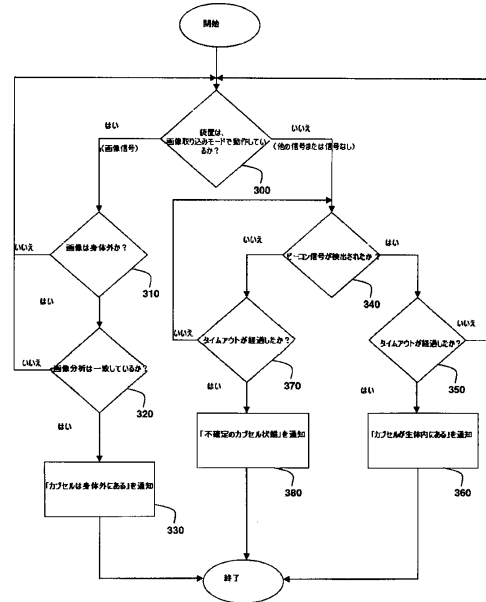 開始
装置は、
画像取り込みモードで動作してい
るか?
はい
(画像信号)
いいえ
(他の信号または信号なし)
300
画像は身体外か?
いいえ
310
はい
ビーコン信号が検出されたか?
いいえ
はい
340
画像分析は一致しているか?
いいえ
320
はい
タイムアウトが経過したか?
いいえ
370
はい
タイムアウトが経過したか?
いいえ
350
はい
「カプセルは身体外にある」を通知
330
「不確定のカプセル状態」を通知
380
「カプセルが生体内にある」を通知
360
終了